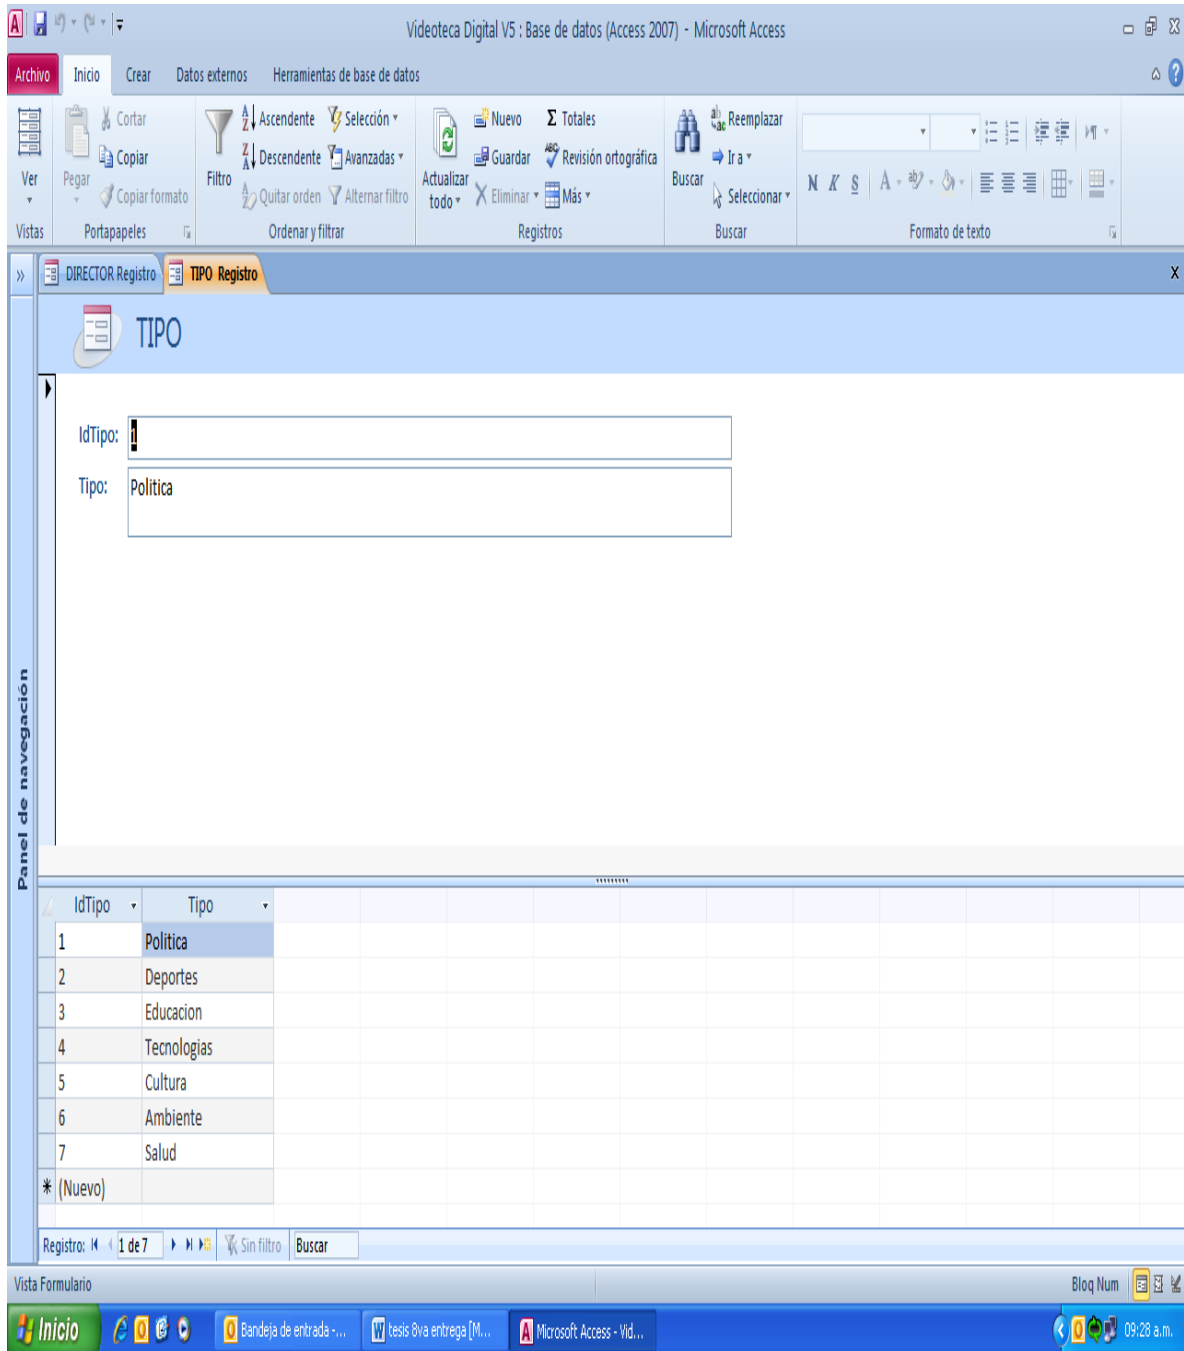 Videoteca Digital V5 : Base de datos (Access 2007) - Microsoft Access
Archivo Inicio Crear Datos externos Herramientas de base de datos
Ver
Vistas
Pegar
Cortar
Copiar
Copiar formato
Portapapeles
Filtro
Ascendente
Descendente
Quitar orden
Selección
Avanzadas
Alternar filtro
Ordenar y filtrar
Actualizar todo
Nuevo
Guardar
Eliminar
Totales
Revisión ortográfica
Más
Registros
Buscar
Reemplazar
Ir a
Seleccionar
Buscar
N K S A
Formato de texto
DIRECTOR Registro TIPO Registro
Panel de navegación
TIPO
IdTipo: 1
Tipo: Politica
IdTipo Tipo
1 Politica
2 Deportes
3 Educacion
4 Tecnologias
5 Cultura
6 Ambiente
7 Salud
(Nuevo)
Registro: 1 de 7 Sin filtro Buscar
Vista Formulario Bloq Num
Inicio Bandeja de entrada -... tesis 8va entrega [M... Microsoft Access - Vid... 09:28 a.m.